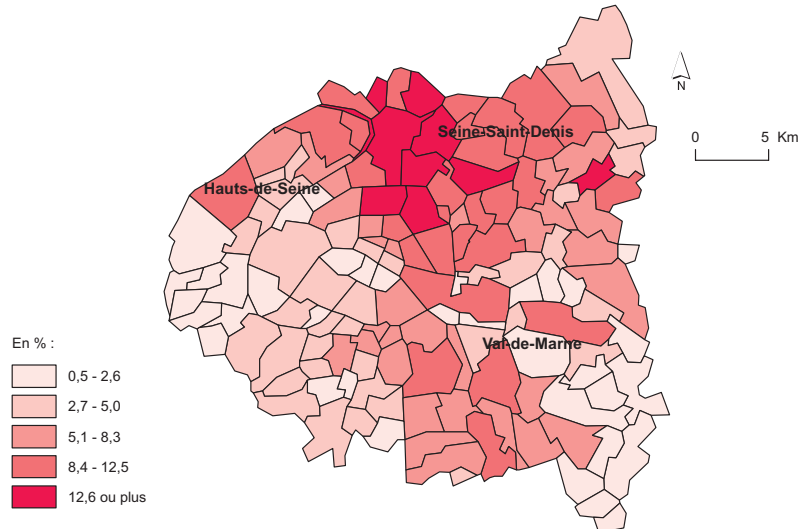 N
Seine-Saint-Denis
0 5 Km
Hauts-de-Seine
En % :
Val-de-Marne
0,5 - 2,6
2,7 - 5,0
5,1 - 8,3
8,4 - 12,5
12,6 ou plus